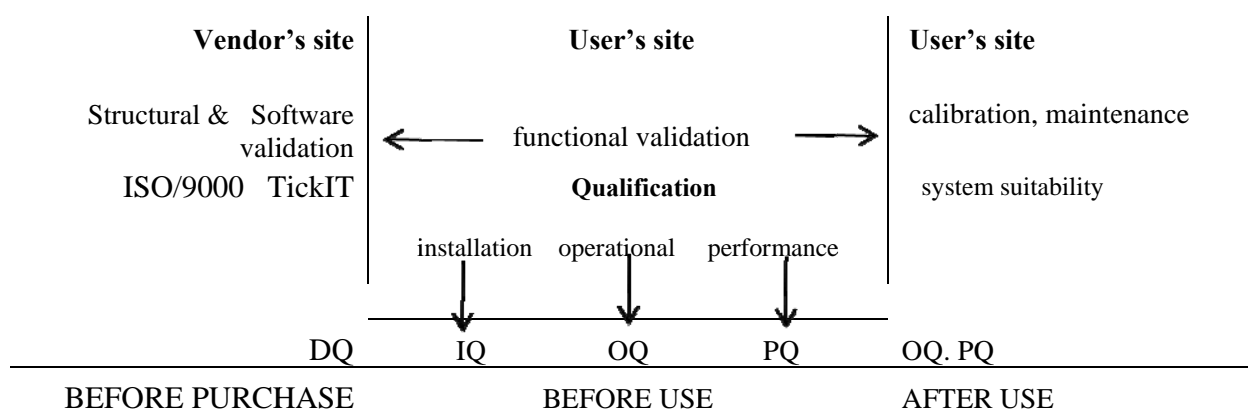 Vendor's site User's site User's site
Structural & Software validation functional validation calibration, maintenance
ISO/9000 TickIT Qualification system suitability
installation operational performance
DQ IQ OQ PQ OQ. PQ
BEFORE PURCHASE BEFORE USE AFTER USE